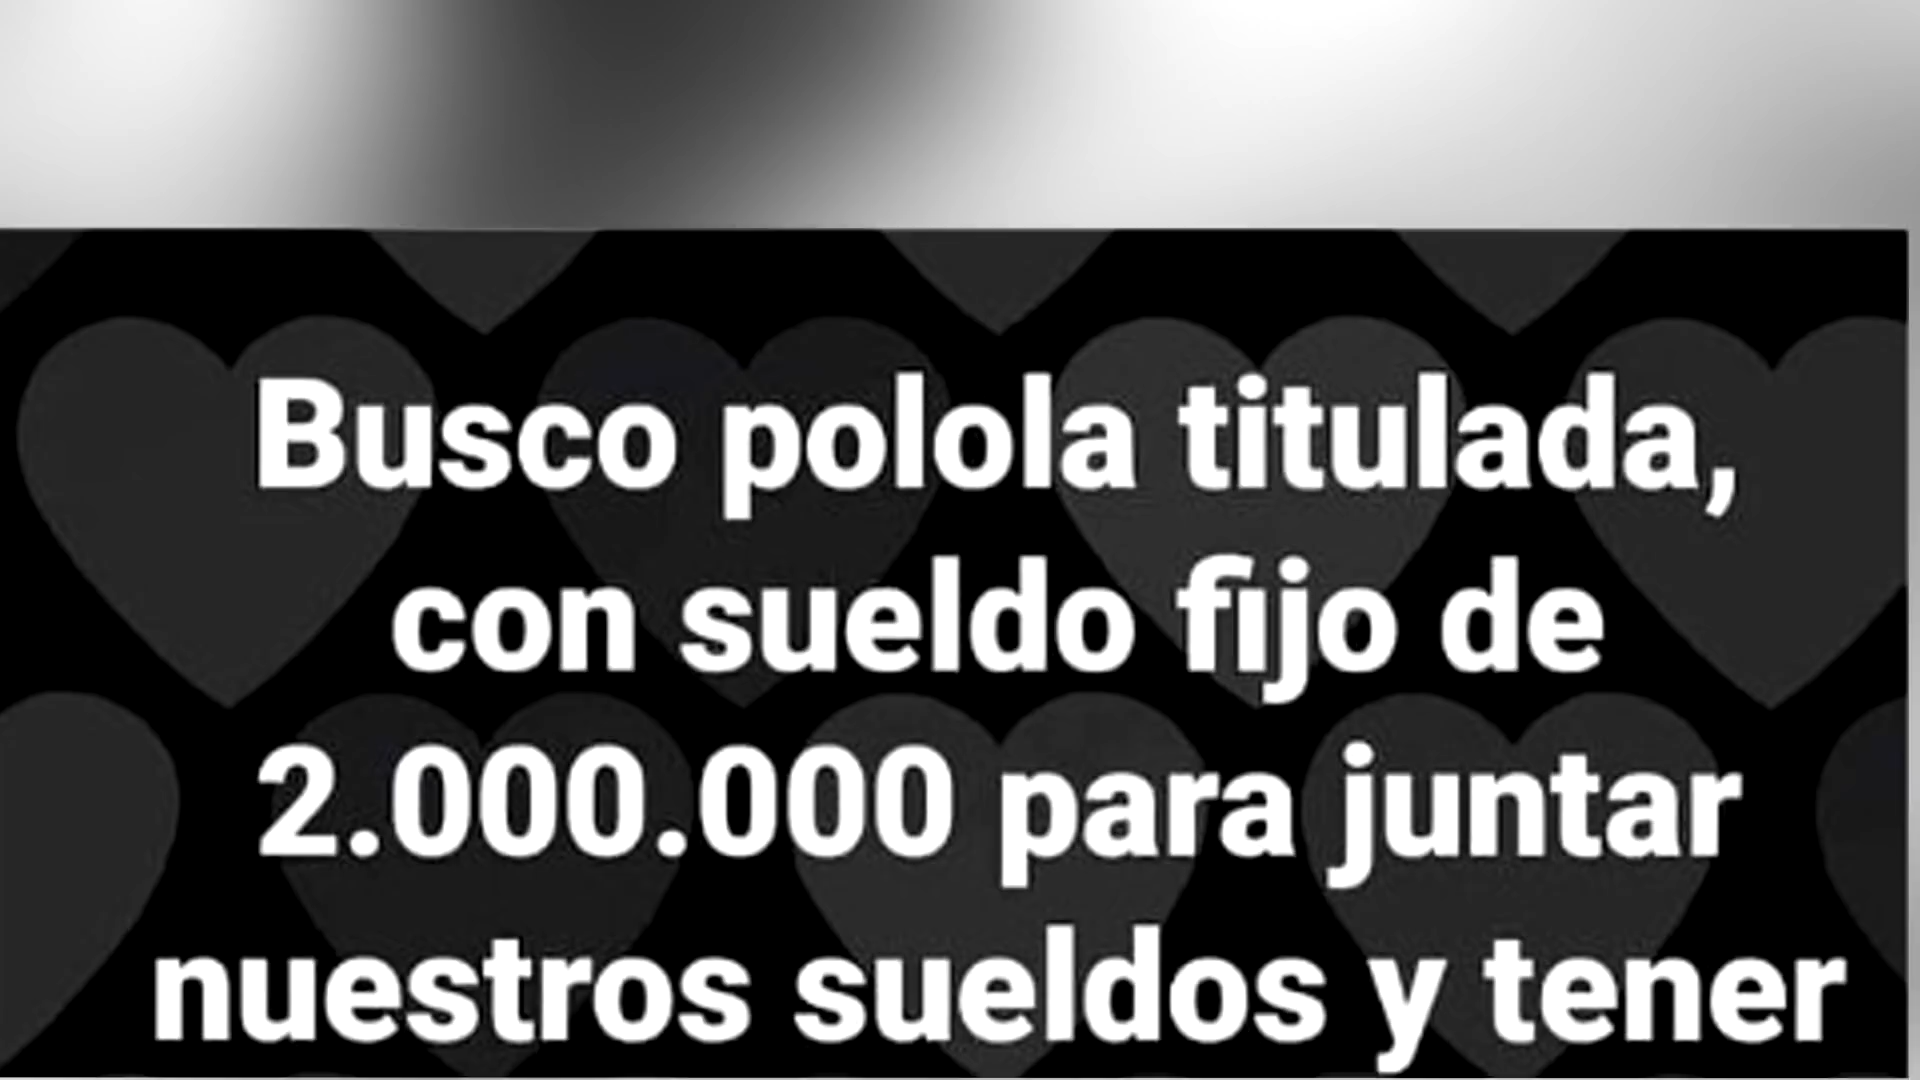 Busco polola titulada,
con sueldo fijo de
2.000.000 para juntar
nuestros sueldos y tener